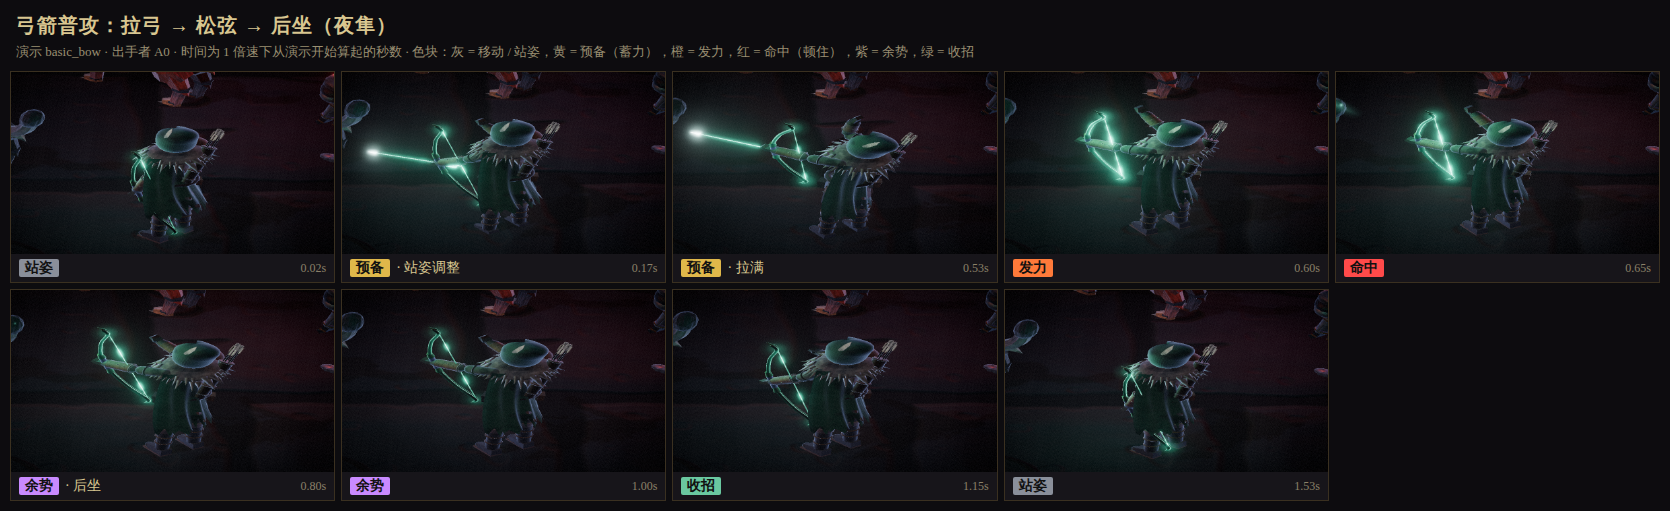 弓箭普攻：拉弓 → 松弦 → 后坐（夜隼）
演示 basic_bow · 出手者 A0 · 时间为 1 倍速下从演示开始算起的秒数 · 色块：灰 = 移动 / 站姿，黄 = 预备（蓄力），橙 = 发力，红 = 命中（顿住），紫 = 余势，绿 = 收招
站姿 0.02s
预备 · 站姿调整 0.17s
预备 · 拉满 0.53s
发力 0.60s
命中 0.65s
余势 · 后坐 0.80s
余势 1.00s
收招 1.15s
站姿 1.53s